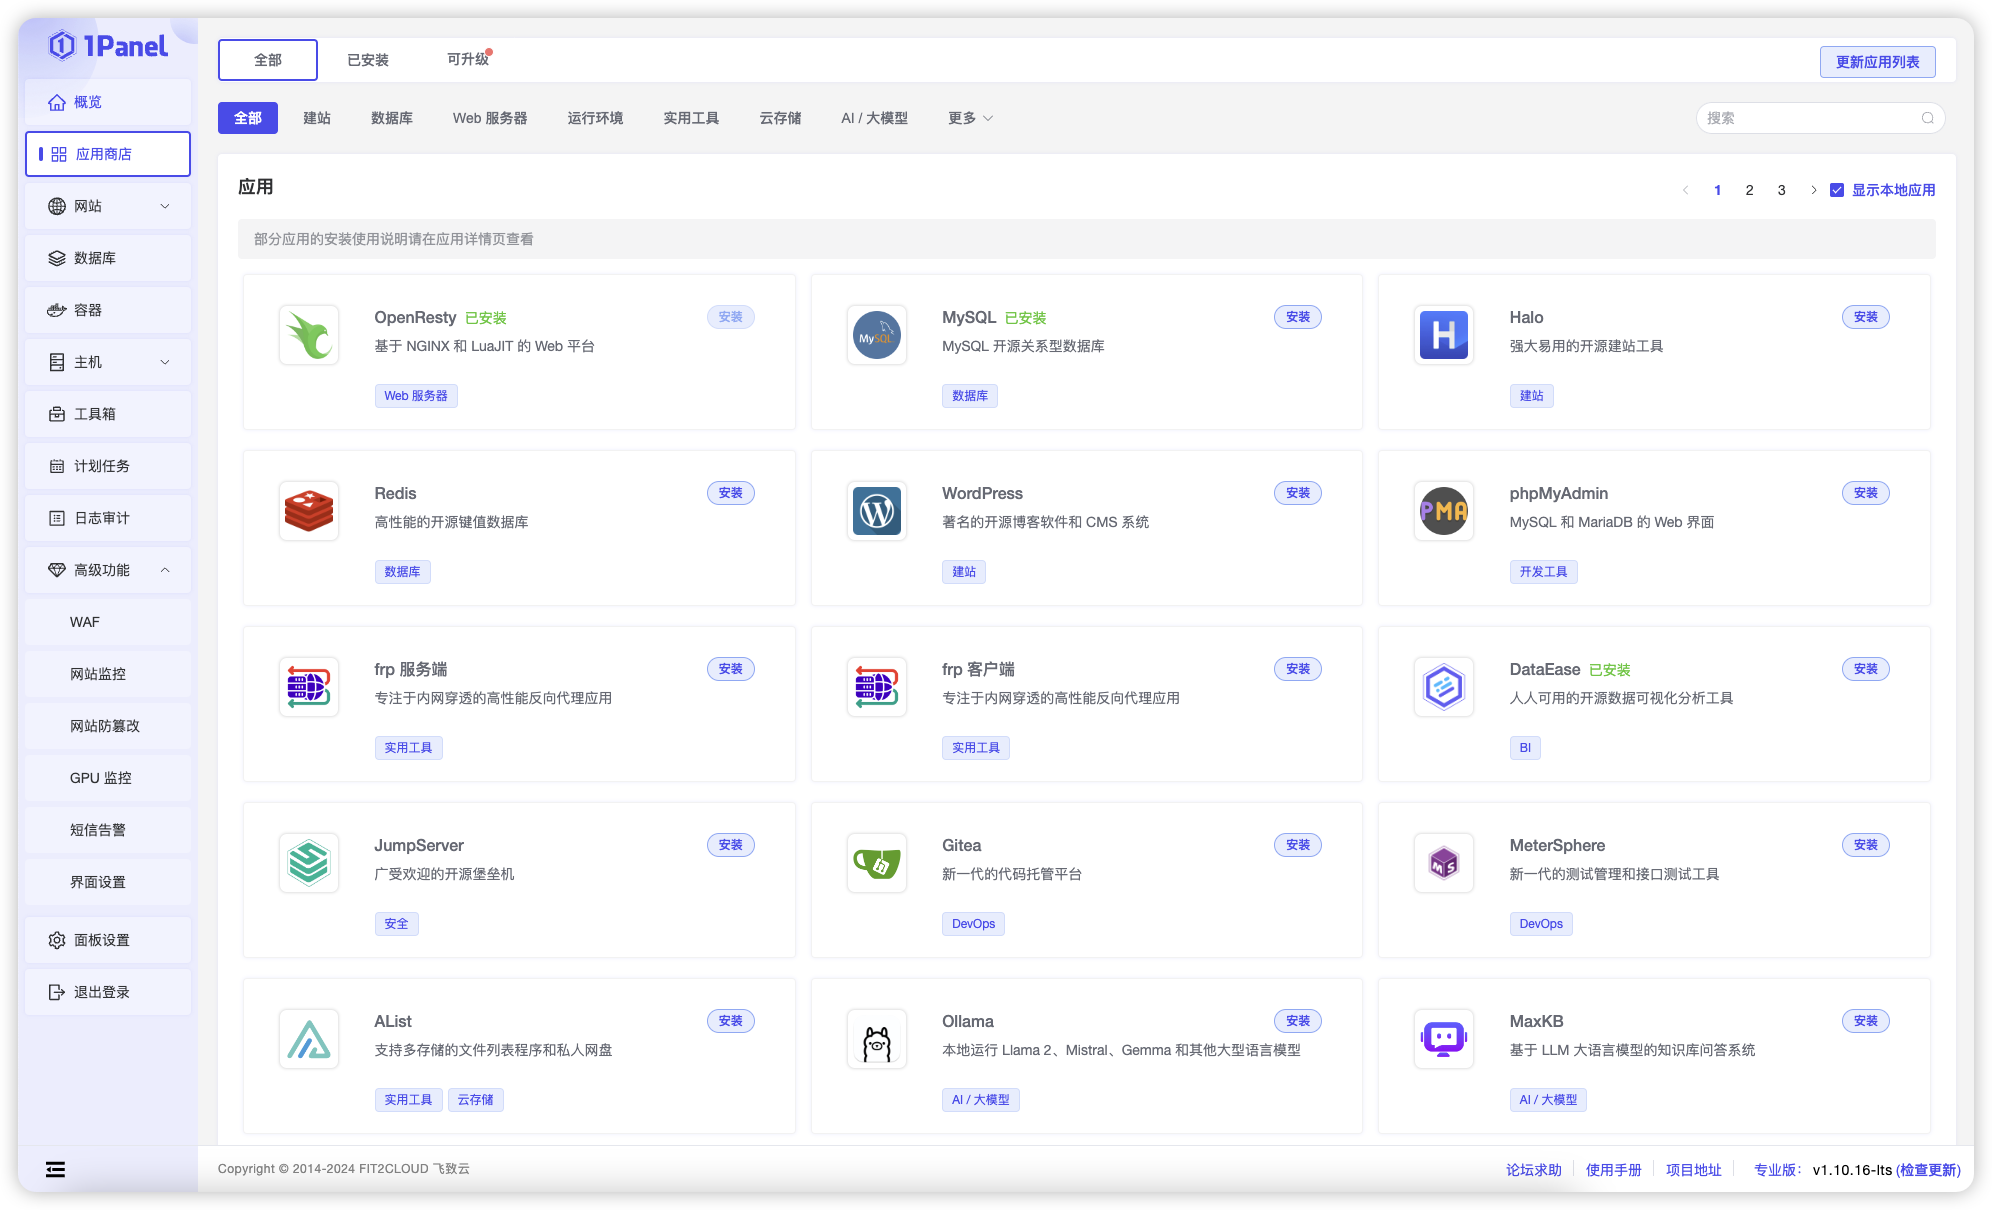 1Panel
概览
应用商店
网站
数据库
容器
主机
工具箱
计划任务
日志审计
高级功能
WAF
网站监控
网站防篡改
GPU 监控
短信告警
界面设置
面板设置
退出登录
全部 已安装 可升级 更新应用列表
全部 建站 数据库 Web 服务器 运行环境 实用工具 云存储 AI / 大模型 更多 搜索
应用 1 2 3 显示本地应用
部分应用的安装使用说明请在应用详情页查看
OpenResty 已安装 安装
基于 NGINX 和 LuaJIT 的 Web 平台
Web 服务器
MySQL
MySQL 已安装 安装
MySQL 开源关系型数据库
数据库
H
Halo 安装
强大易用的开源建站工具
建站
Redis 安装
高性能的开源键值数据库
数据库
W
WordPress 安装
著名的开源博客软件和 CMS 系统
建站
PMA
phpMyAdmin 安装
MySQL 和 MariaDB 的 Web 界面
开发工具
frp 服务端 安装
专注于内网穿透的高性能反向代理应用
实用工具
frp 客户端 安装
专注于内网穿透的高性能反向代理应用
实用工具
DataEase 已安装 安装
人人可用的开源数据可视化分析工具
BI
JumpServer 安装
广受欢迎的开源堡垒机
安全
Gitea 安装
新一代的代码托管平台
DevOps
MS
MeterSphere 安装
新一代的测试管理和接口测试工具
DevOps
AList 安装
支持多存储的文件列表程序和私人网盘
实用工具 云存储
Ollama 安装
本地运行 Llama 2、Mistral、Gemma 和其他大型语言模型
AI / 大模型
MaxKB 安装
基于 LLM 大语言模型的知识库问答系统
AI / 大模型
Copyright © 2014-2024 FIT2CLOUD 飞致云 论坛求助 使用手册 项目地址 专业版： v1.10.16-lts (检查更新)